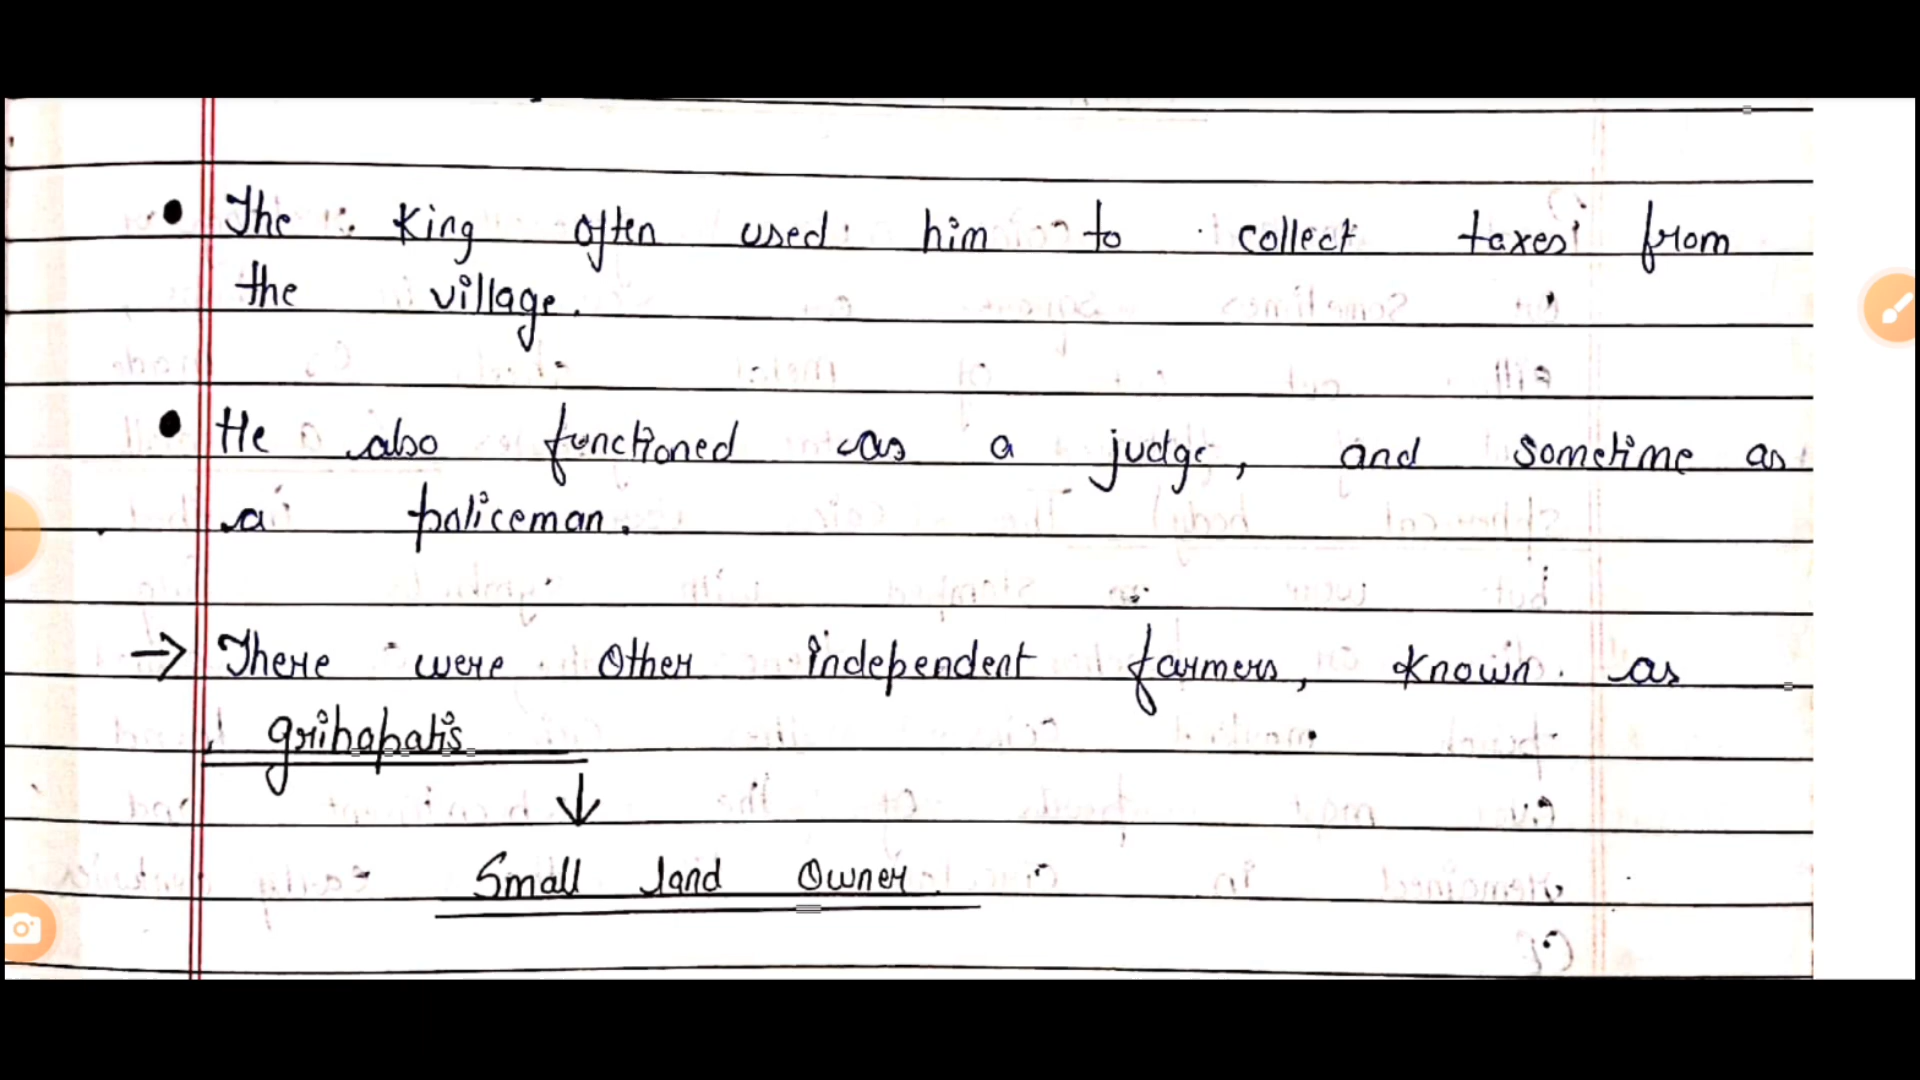 • The King often used him to collect taxes from
the village.
• He also functioned as a judge, and sometime as
a policeman.
→ There were other independent farmers, known as
grihapatis
↓
Small land owner.